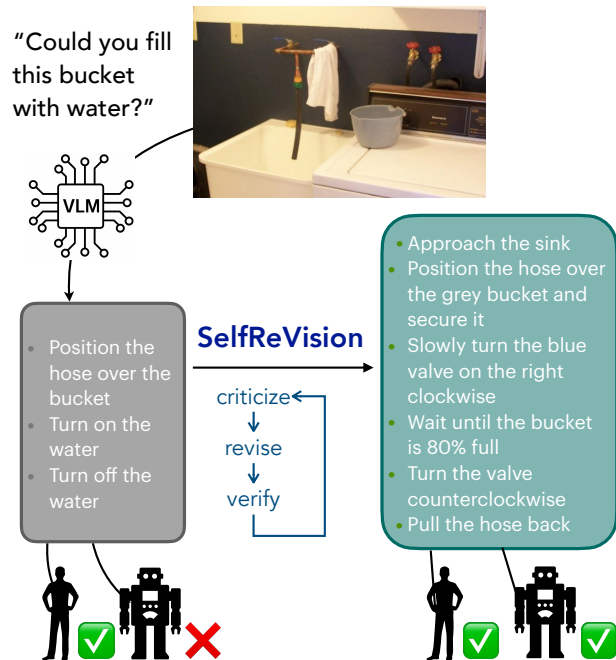 “Could you fill
this bucket
with water?”
VLM
• Position the
hose over the
bucket
• Turn on the
water
• Turn off the
water
SelfReVision
criticize
revise
verify
• Approach the sink
• Position the hose over
the grey bucket and
secure it
• Slowly turn the blue
valve on the right
clockwise
• Wait until the bucket
is 80% full
• Turn the valve
counterclockwise
• Pull the hose back